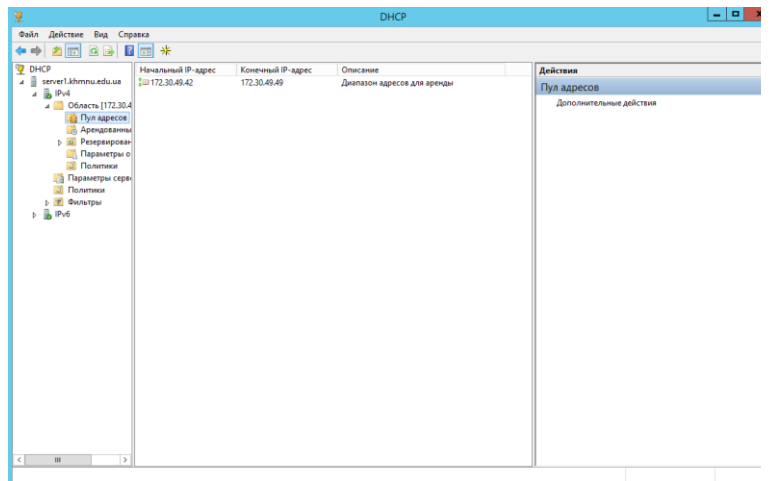 DHCP
Файл Действие Вид Справка
DHCP
server1.khmnu.edu.ua
IPv4
Область [172.30.4
Пул адресов
Арендованны
Резервирован
Параметры о
Политики
Параметры серве
Политики
Фильтры
IPv6
Начальный IP-адрес Конечный IP-адрес Описание
172.30.49.42 172.30.49.49 Диапазон адресов для аренды
Действия
Пул адресов
Дополнительные действия